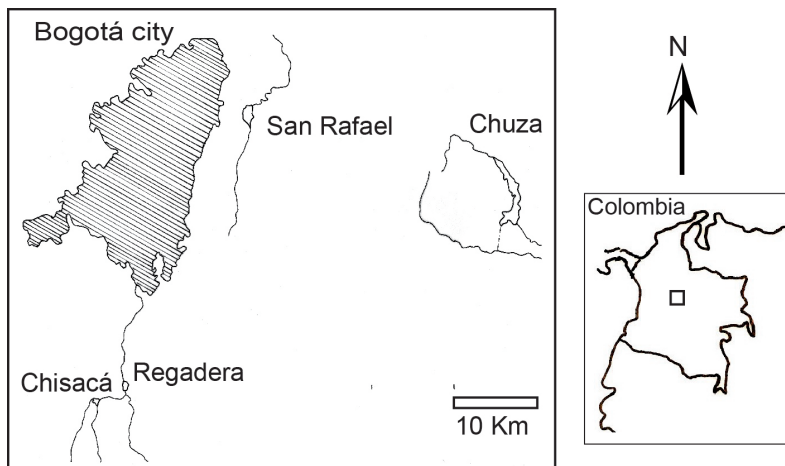 Bogotá city
San Rafael
Chuza
Chisacá
Regadera
10 Km
N
Colombia